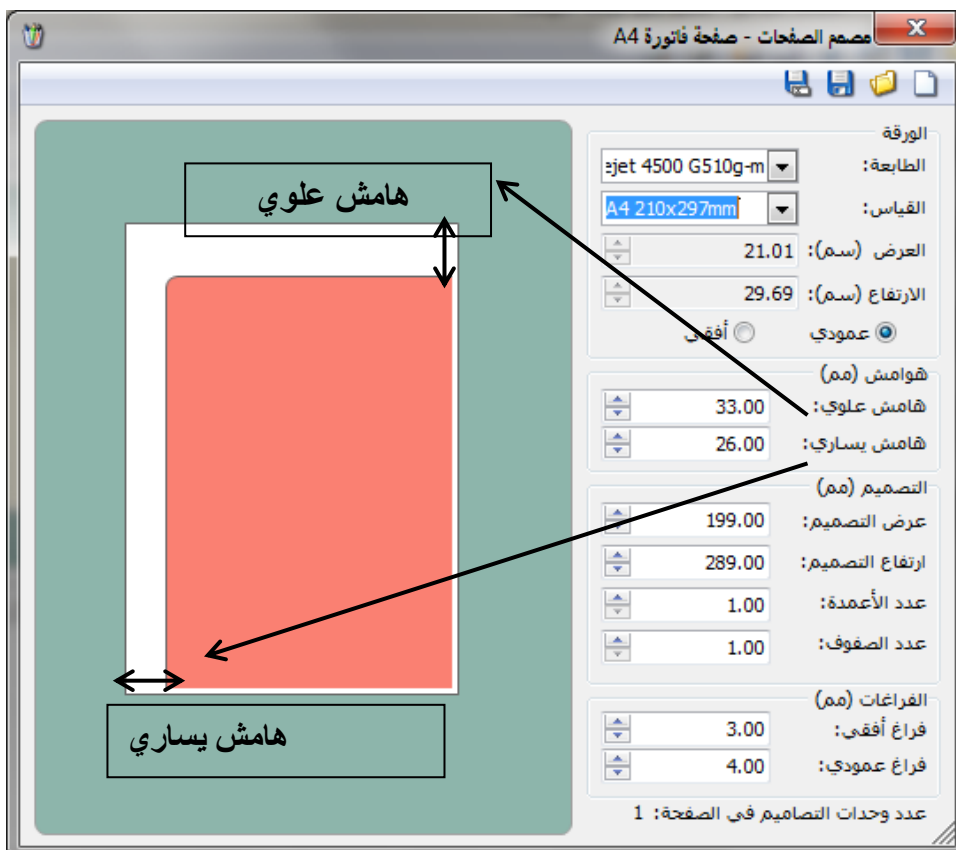 مصمم الصفحات - صفحة فاتورة A4
الورقة
الطابعة: ejet 4500 G510g-m
القياس: A4 210x297mm
العرض (سم): 21.01
الارتفاع (سم): 29.69
عمودي أفقي
هوامش (مم)
هامش علوي: 33.00
هامش يساري: 26.00
التصميم (مم)
عرض التصميم: 199.00
ارتفاع التصميم: 289.00
عدد الأعمدة: 1.00
عدد الصفوف: 1.00
الفراغات (مم)
فراغ أفقي: 3.00
فراغ عمودي: 4.00
عدد وحدات التصاميم في الصفحة: 1
هامش علوي
هامش يساري